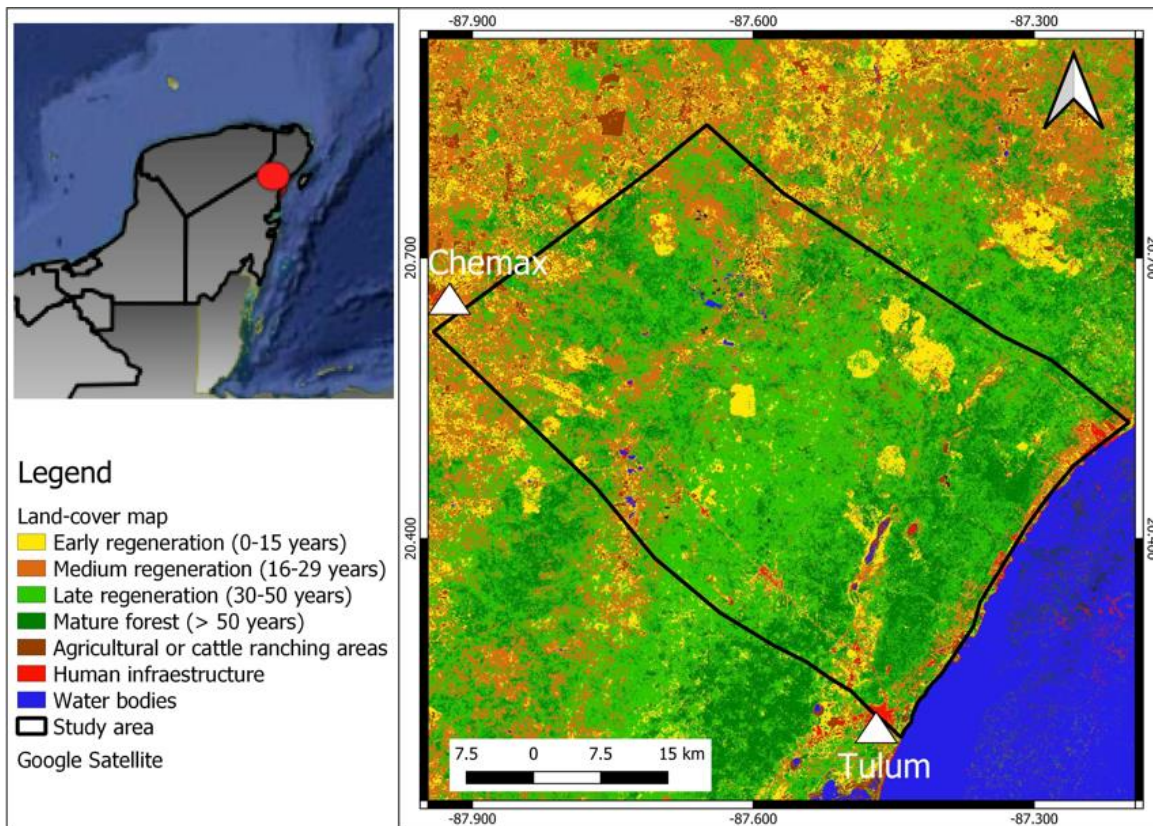 Legend
Land-cover map
Early regeneration (0-15 years)
Medium regeneration (16-29 years)
Late regeneration (30-50 years)
Mature forest (> 50 years)
Agricultural or cattle ranching areas
Human infraestructure
Water bodies
Study area
Google Satellite
-87.900 -87.600 -87.300
20.700 20.700
Chemax
20.400 20.400
7.5 0 7.5 15 km
Tulum
-87.900 -87.600 -87.300